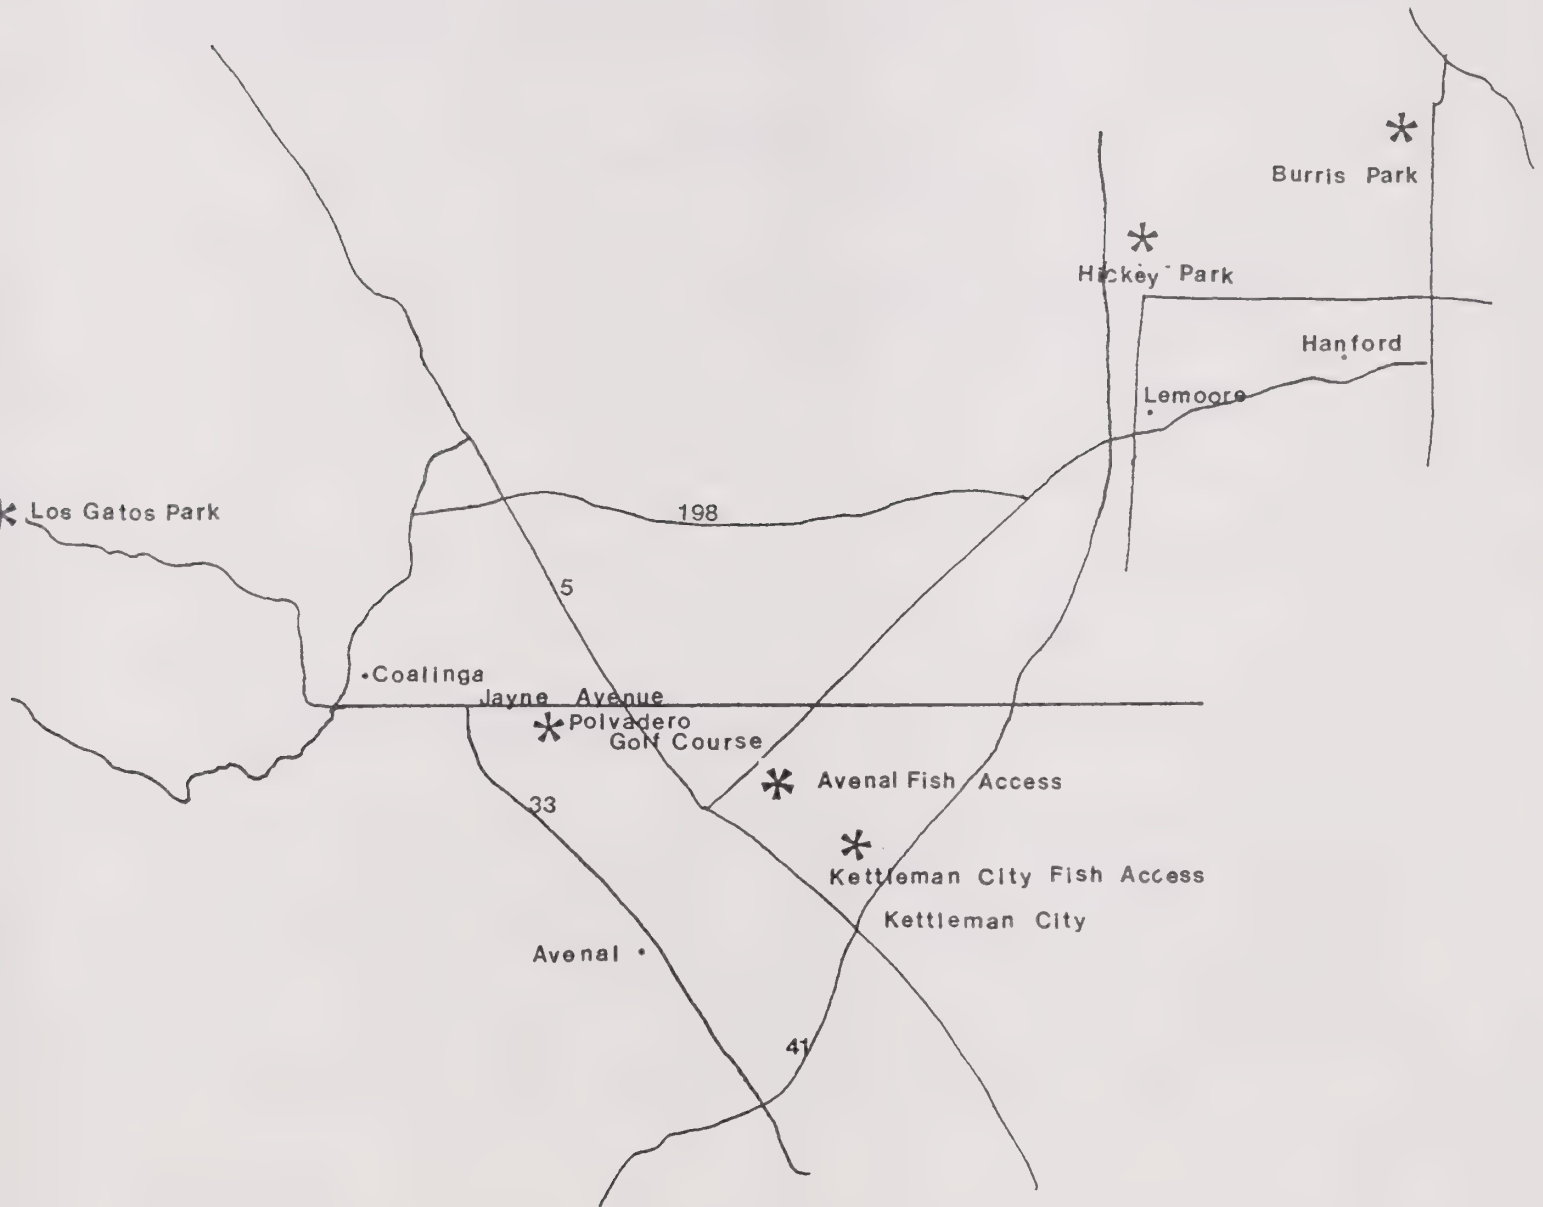 Burris Park
Hickey Park
Hanford
Lemoore
Los Gatos Park
198
5
Coalinga
Jayne Avenue
Polvadero
Golf Course
Avenal Fish Access
33
Kettleman City Fish Access
Kettleman City
Avenal
41